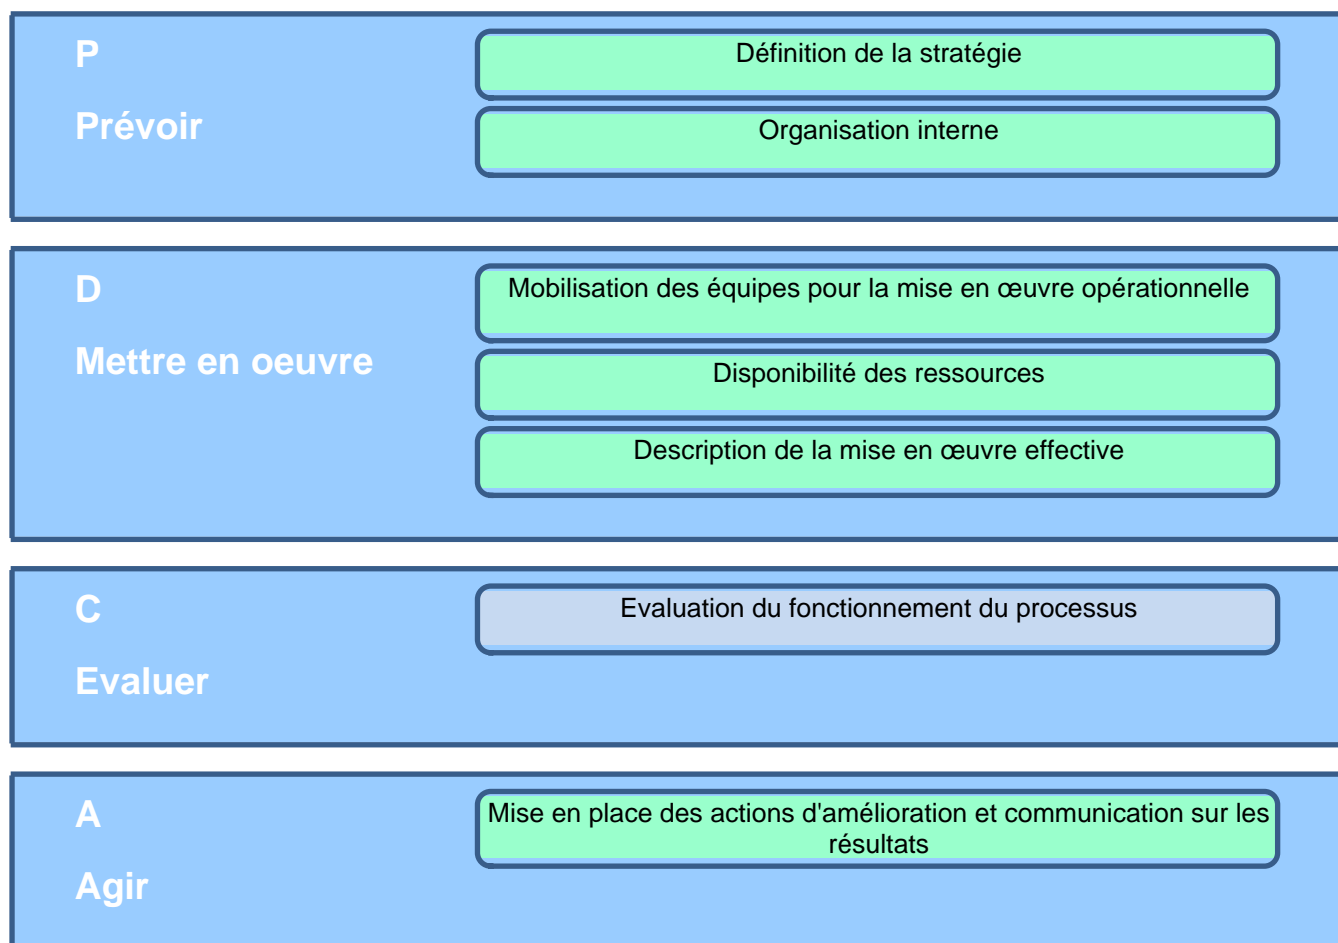 P
Prévoir
Définition de la stratégie
Organisation interne
D
Mettre en oeuvre
Mobilisation des équipes pour la mise en œuvre opérationnelle
Disponibilité des ressources
Description de la mise en œuvre effective
C
Evaluer
Evaluation du fonctionnement du processus
A
Agir
Mise en place des actions d'amélioration et communication sur les
résultats